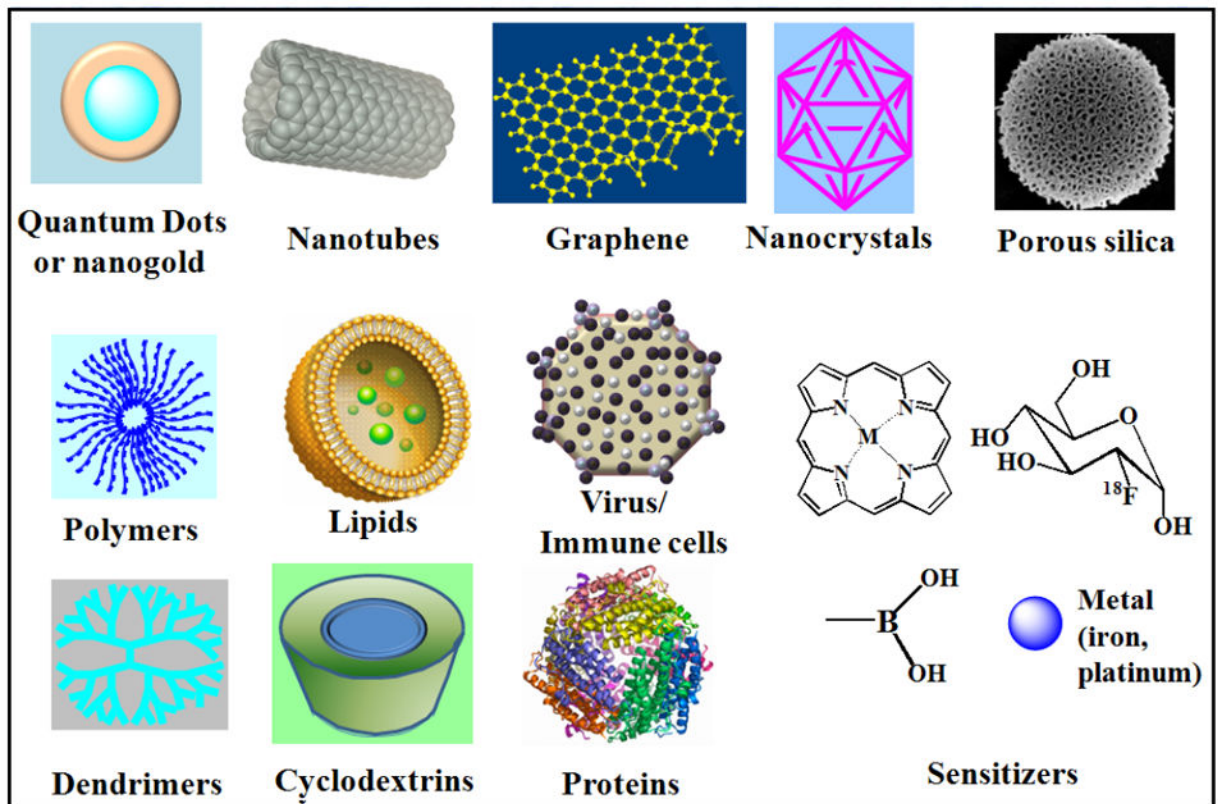 Quantum Dots
or nanogold
Nanotubes
Graphene
Nanocrystals
Porous silica
Polymers
Lipids
Virus/
Immune cells
N
N
M
N
N
OH
O
HO
HO
18F
OH
Dendrimers
Cyclodextrins
Proteins
OH
B
OH
Metal
(iron,
platinum)
Sensitizers